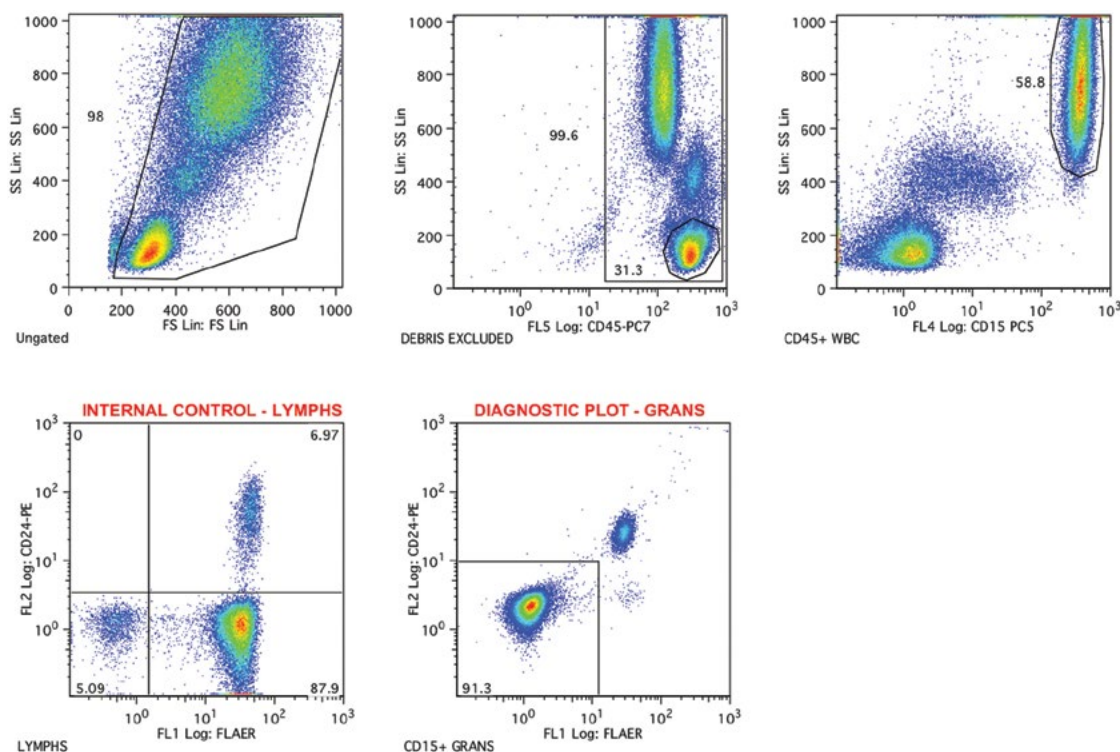 1000
800
600
400
200
0
98
SS Lin: SS Lin
0 200 400 600 800 1000
FS Lin: FS Lin
Ungated
1000
800
600
400
200
0
99.6
31.3
SS Lin: SS Lin
10^0 10^1 10^2 10^3
FL5 Log: CD45-PC7
DEBRIS EXCLUDED
1000
800
600
400
200
0
58.8
SS Lin: SS Lin
10^0 10^1 10^2 10^3
FL4 Log: CD15 PC5
CD45+ WBC
INTERNAL CONTROL - LYMPHS
10^3
10^2
10^1
10^0
0 6.97
5.09 87.9
FL2 Log: CD24-PE
10^0 10^1 10^2 10^3
FL1 Log: FLAER
LYMPHS
DIAGNOSTIC PLOT - GRANS
10^3
10^2
10^1
10^0
91.3
FL2 Log: CD24-PE
10^0 10^1 10^2 10^3
FL1 Log: FLAER
CD15+ GRANS